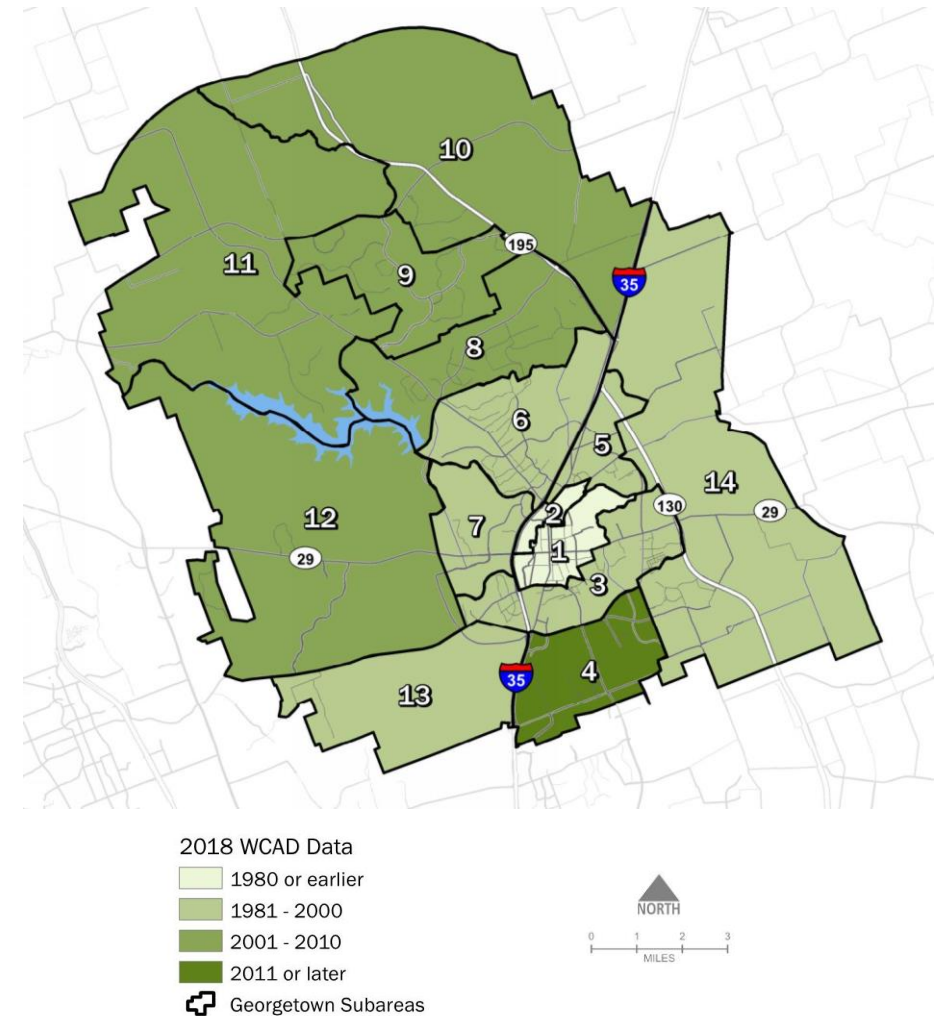 10
195
11
35
9
8
6
5
14
2
130
29
12
7
1
29
3
4
35
13
2018 WCAD Data
1980 or earlier
1981 - 2000
2001 - 2010
2011 or later
Georgetown Subareas
NORTH
0 1 2 3
MILES